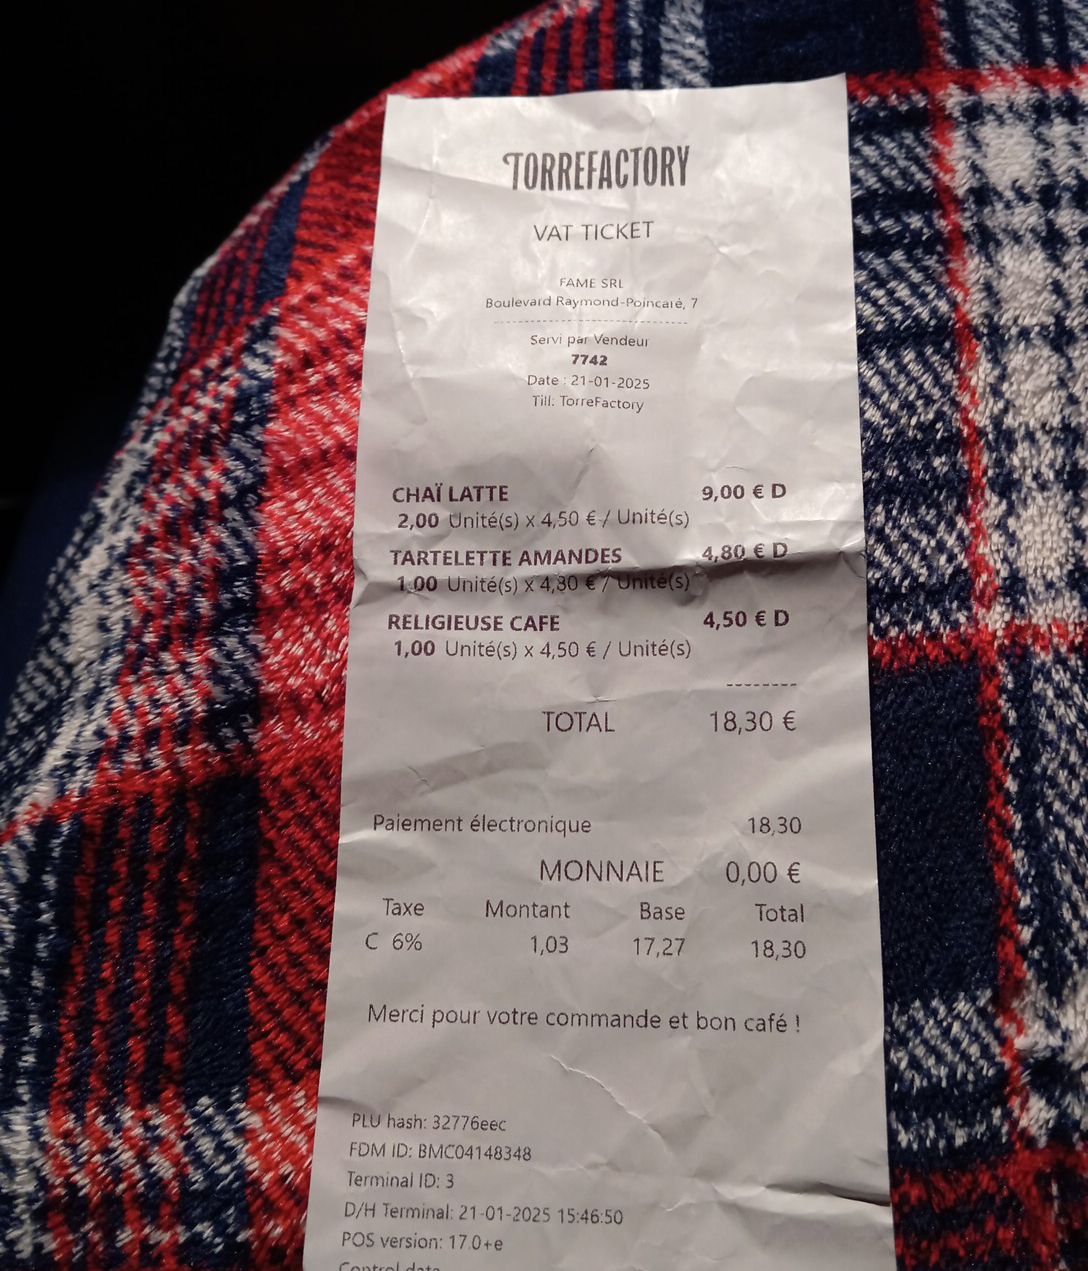 TORREFACTORY
VAT TICKET
FAME SRL
Boulevard Raymond-Poincaré, 7
--------------------------------
Servi par Vendeur
7742
Date : 21-01-2025
Till: TorreFactory
CHAÏ LATTE 9,00 € D
2,00 Unité(s) x 4,50 € / Unité(s)
TARTELETTE AMANDES 4,80 € D
1,00 Unité(s) x 4,80 € / Unité(s)
RELIGIEUSE CAFE 4,50 € D
1,00 Unité(s) x 4,50 € / Unité(s)
--------
TOTAL 18,30 €
Paiement électronique 18,30
MONNAIE 0,00 €
Taxe Montant Base Total
C 6% 1,03 17,27 18,30
Merci pour votre commande et bon café !
PLU hash: 32776eec
FDM ID: BMC04148348
Terminal ID: 3
D/H Terminal: 21-01-2025 15:46:50
POS version: 17.0+e
Control data